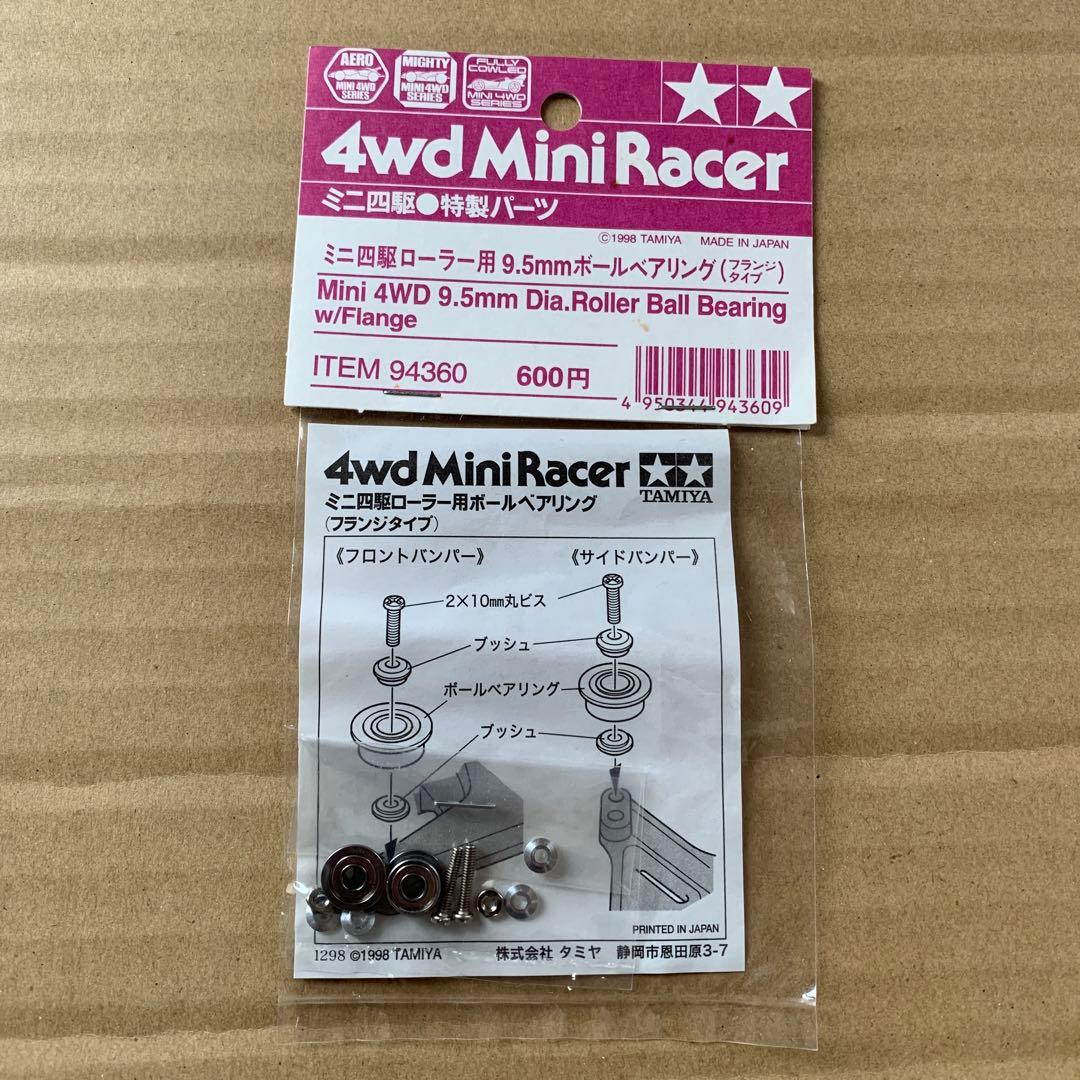 AERO
MINI 4WD
SERIES
MIGHTY
MINI 4WD
SERIES
FULLY
COWLED
MINI 4WD
SERIES
4wd Mini Racer
ミニ四駆●特製パーツ
©1998 TAMIYA MADE IN JAPAN
ミニ四駆ローラー用 9.5mmボールベアリング(フランジタイプ)
Mini 4WD 9.5mm Dia.Roller Ball Bearing
w/Flange
ITEM 94360 600円
4 950344 943609
4wd Mini Racer
TAMIYA
ミニ四駆ローラー用ボールベアリング
(フランジタイプ)
《フロントバンパー》 《サイドバンパー》
2×10mm丸ビス
ブッシュ
ボールベアリング
ブッシュ
PRINTED IN JAPAN
1298 ©1998 TAMIYA 株式会社 タミヤ 静岡市恩田原3-7